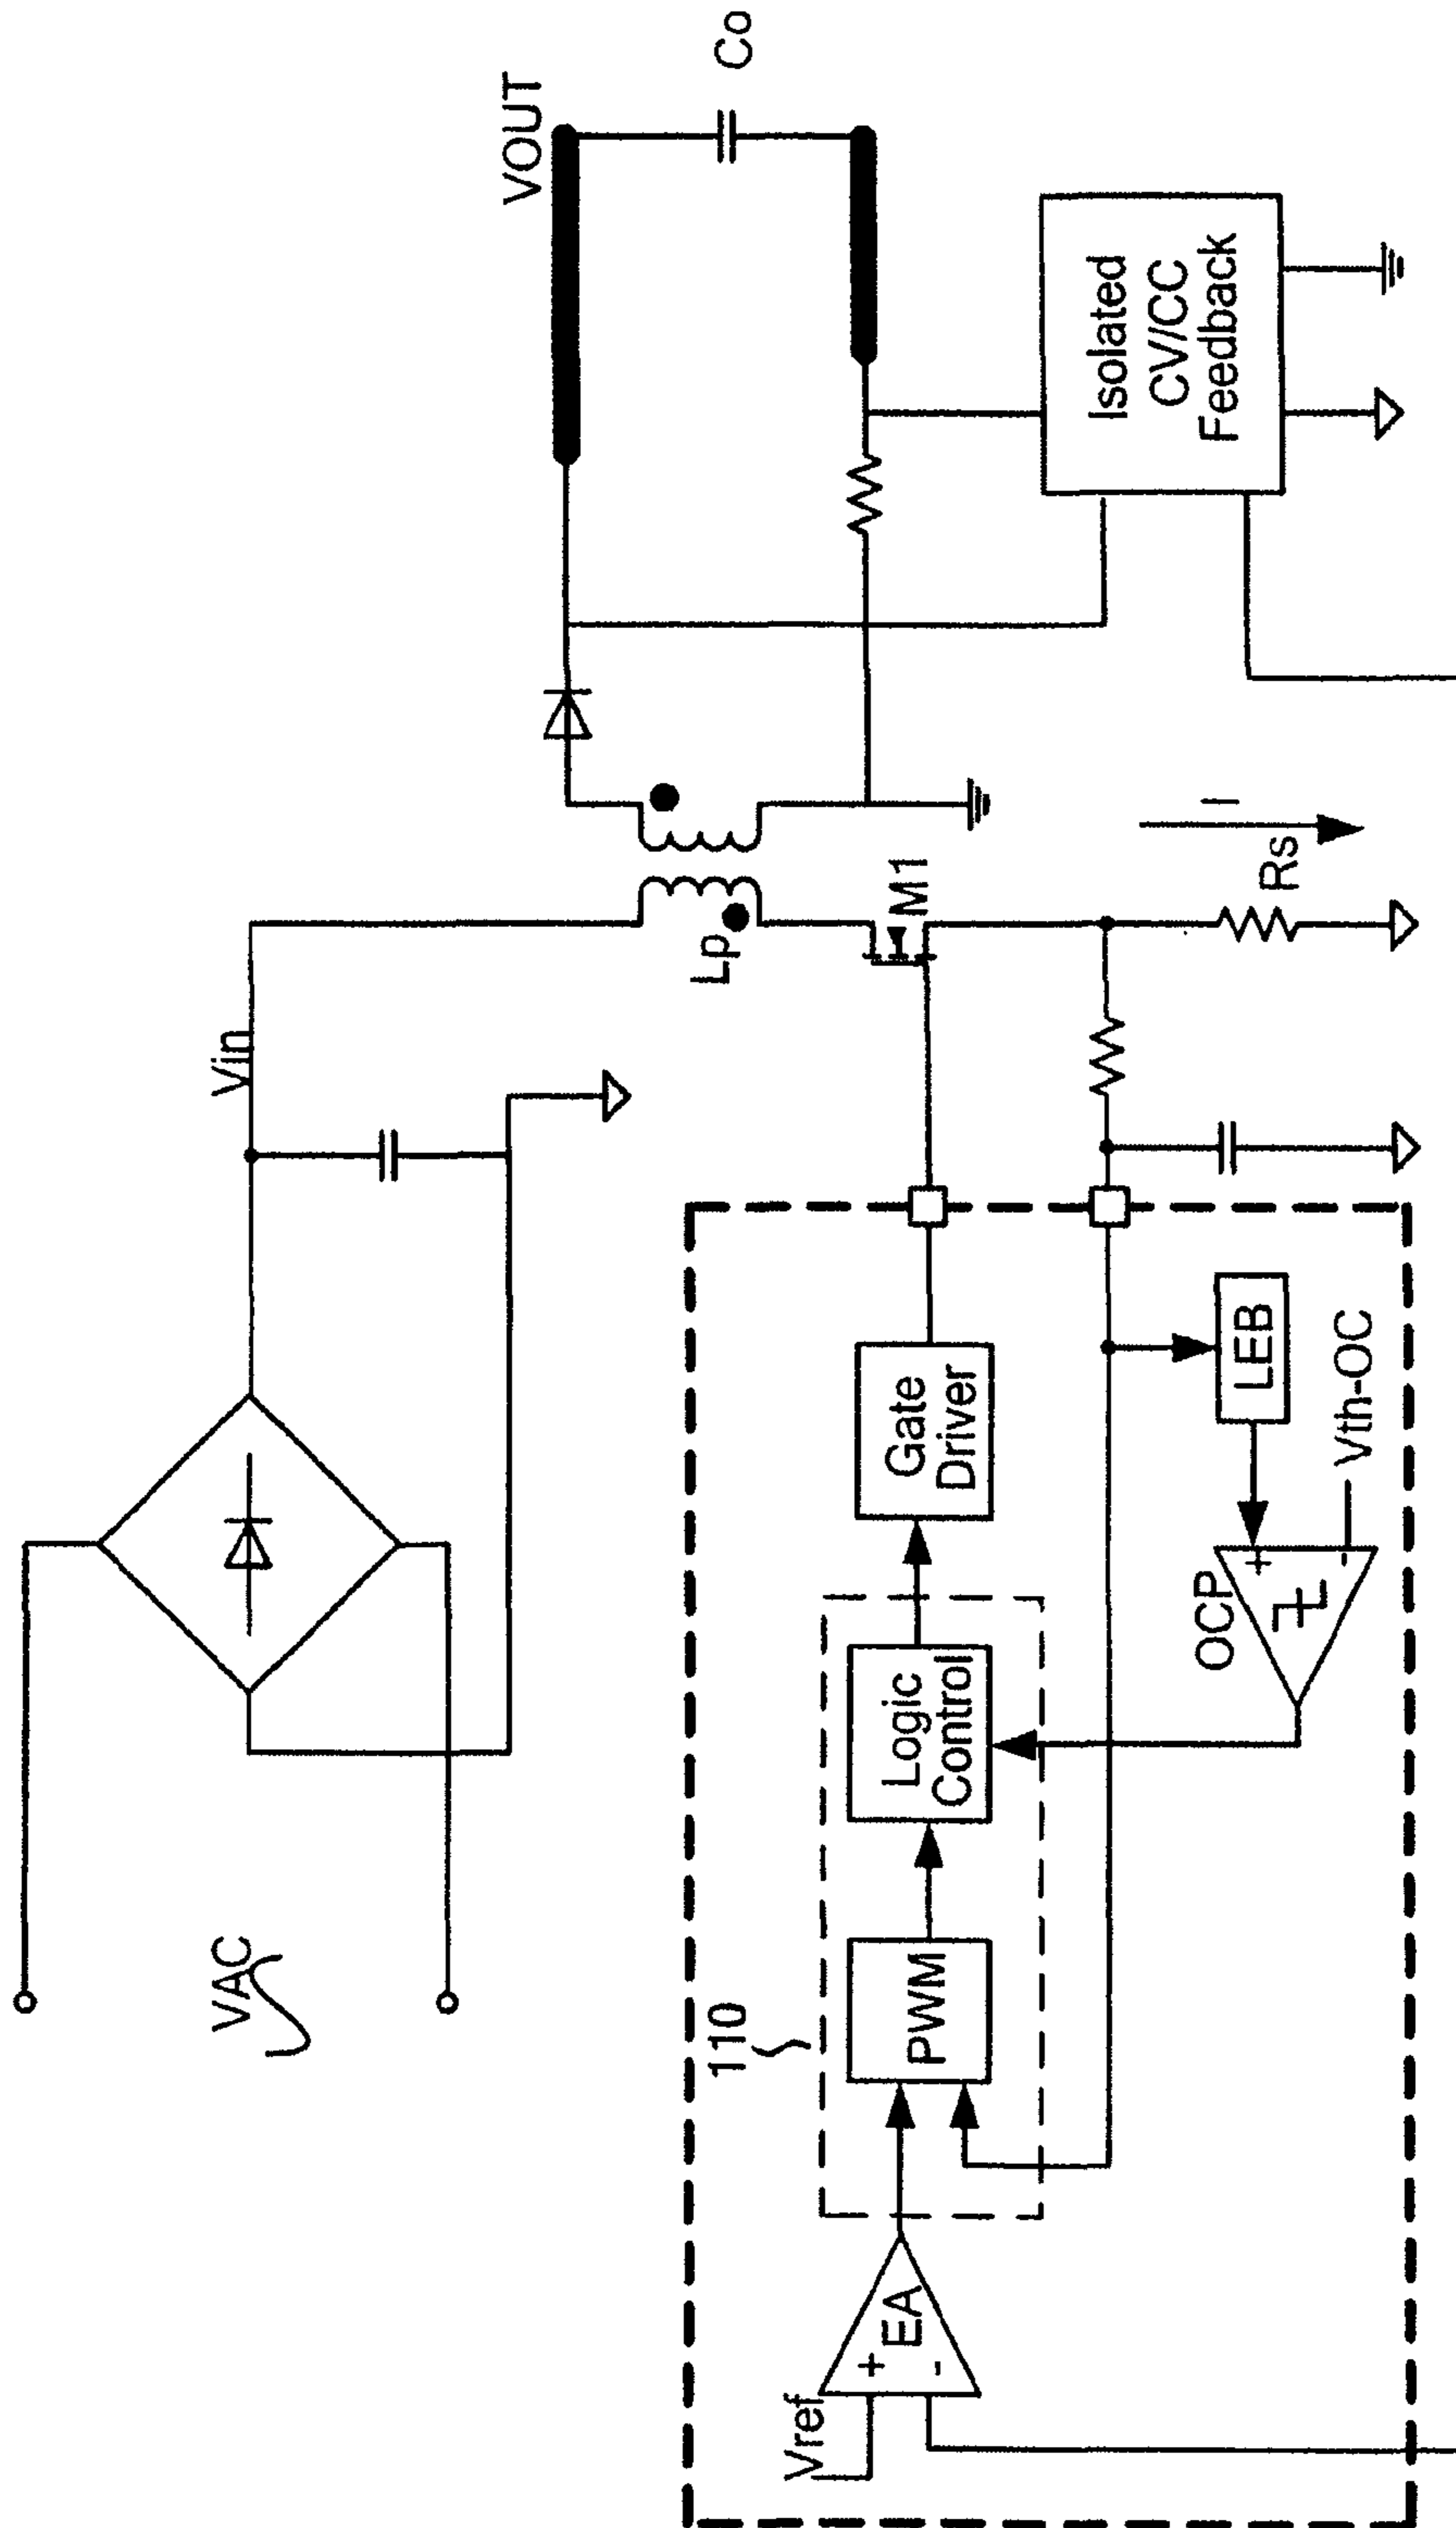 VAC
Vin
VOUT
Co
Lp
M1
110
Vref
+
-
EA
PWM
Logic
Control
Gate
Driver
OCP
+
-
LEB
Vth-OC
Rs
I
Isolated
CV/CC
Feedback